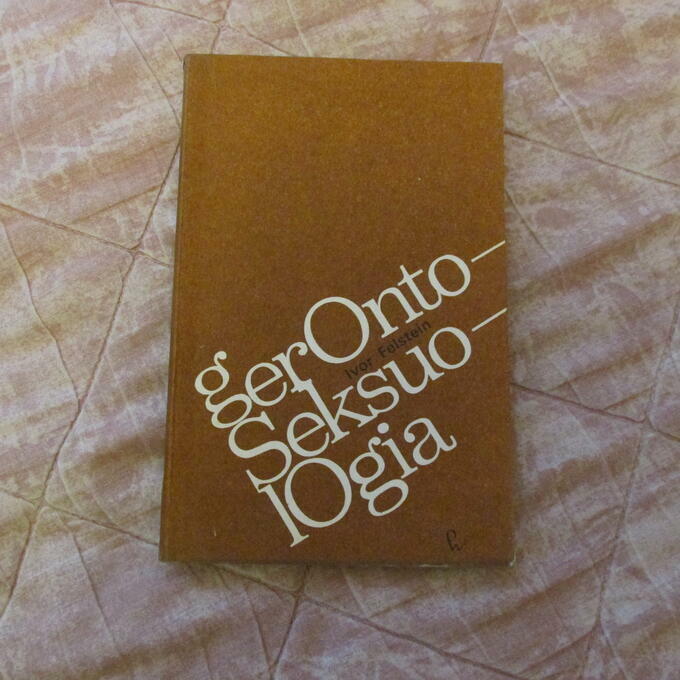 gerOnto—
Ivor Felstein
Seksuo—
lOgia